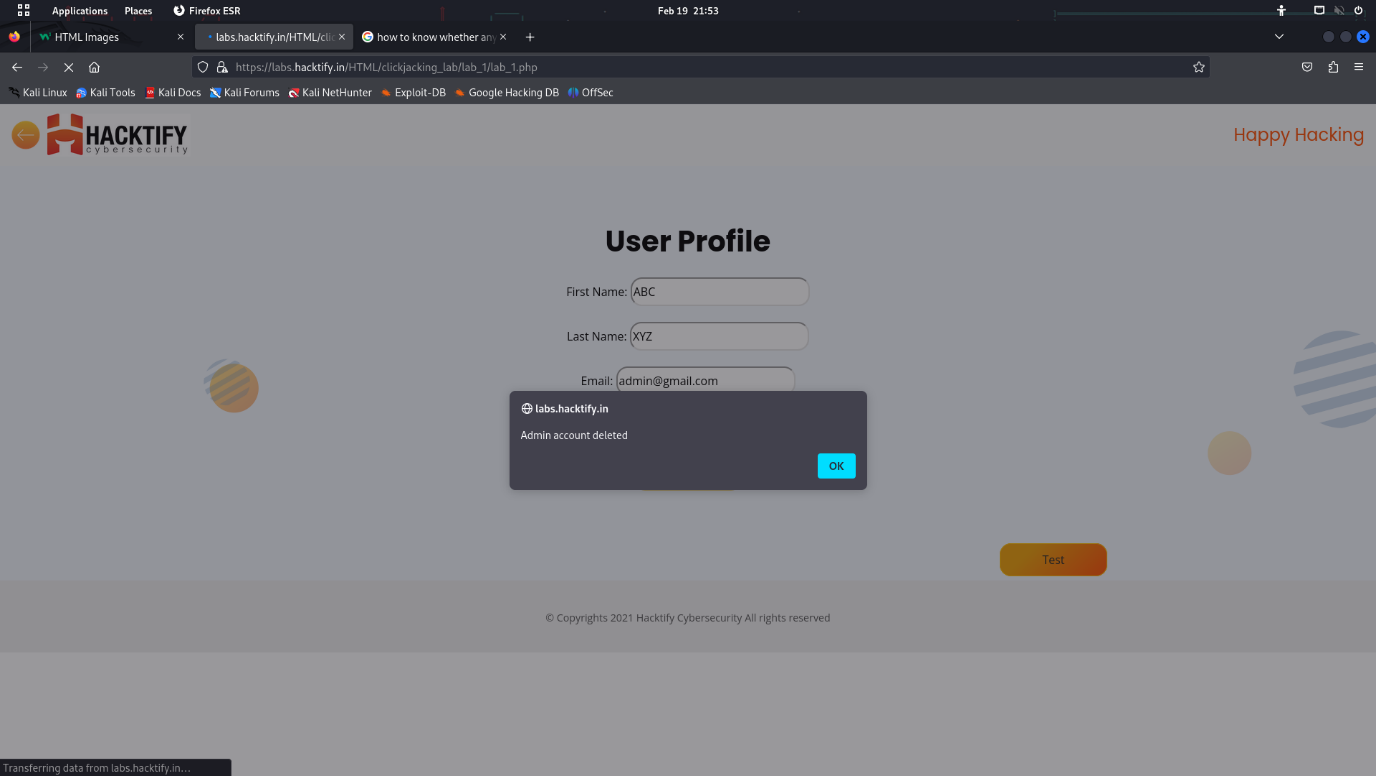 Applications Places Firefox ESR Feb 19 21:53
HTML Images labs.hacktify.in/HTML/clic how to know whether any
https://labs.hacktify.in/HTML/clickjacking_lab/lab_1/lab_1.php
Kali Linux Kali Tools Kali Docs Kali Forums Kali NetHunter Exploit-DB Google Hacking DB OffSec
HACKTIFY
cybersecurity
Happy Hacking
User Profile
First Name: ABC
Last Name: XYZ
Email: admin@gmail.com
labs.hacktify.in
Admin account deleted
OK
Test
© Copyrights 2021 Hacktify Cybersecurity All rights reserved
Transferring data from labs.hacktify.in...